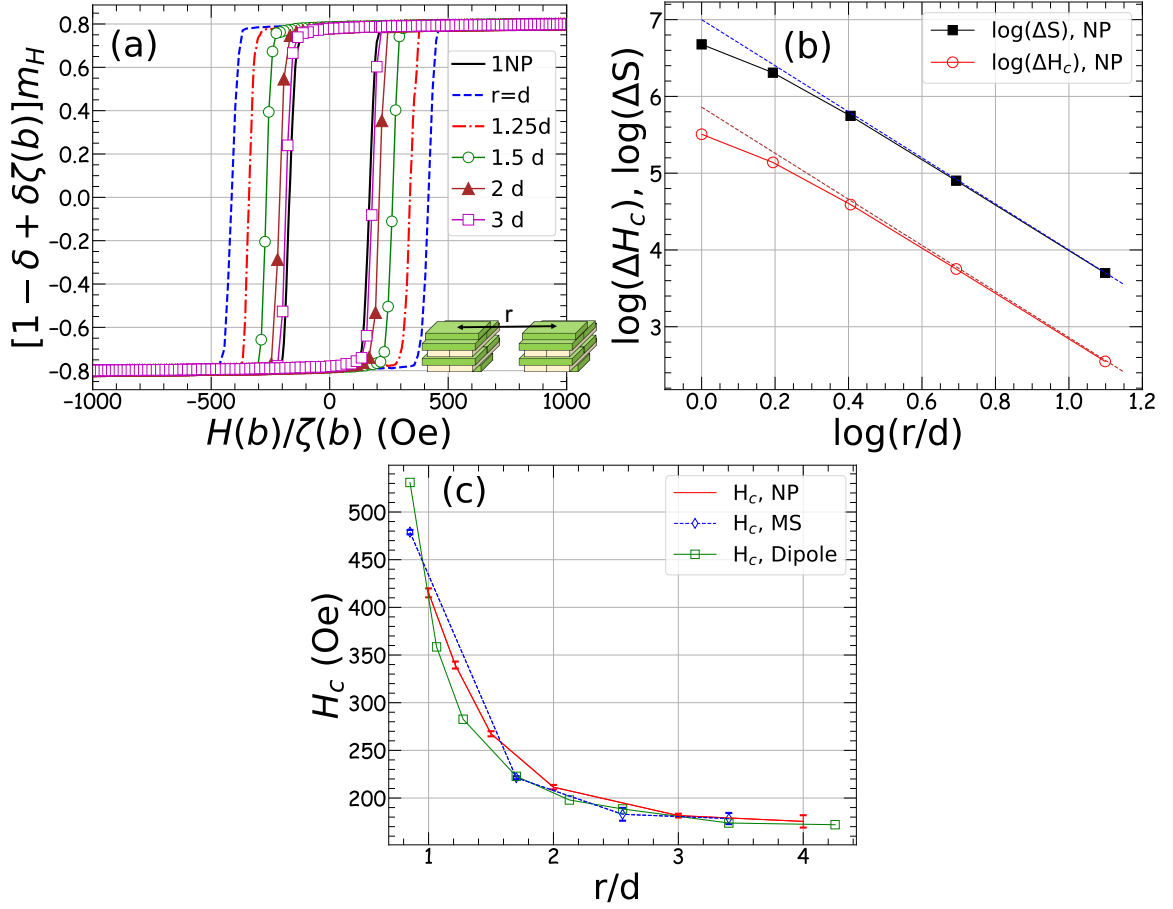 (a)
1NP
r=d
1.25d
1.5 d
2 d
3 d
r
0.8
0.6
0.4
0.2
0.0
−0.2
−0.4
−0.6
−0.8
[1 − δ + δζ(b)]m_H
−1000
−500
0
500
1000
H(b)/ζ(b) (Oe)
(b)
log(ΔS), NP
log(ΔH_c), NP
7
6
5
4
3
log(ΔH_c), log(ΔS)
0.0
0.2
0.4
0.6
0.8
1.0
1.2
log(r/d)
(c)
H_c, NP
H_c, MS
H_c, Dipole
500
450
400
350
300
250
200
H_c (Oe)
1
2
3
4
r/d